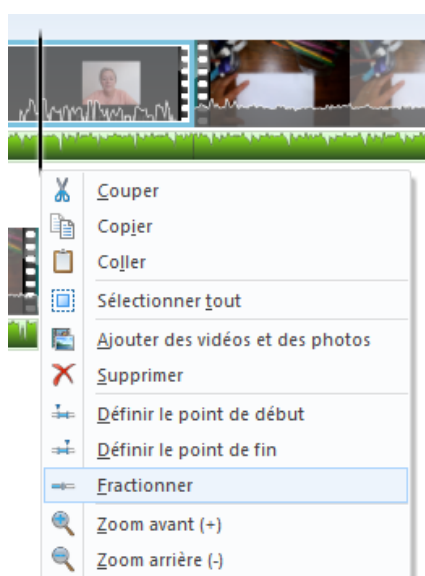 Couper
Copier
Coller
Sélectionner tout
Ajouter des vidéos et des photos
Supprimer
Définir le point de début
Définir le point de fin
Fractionner
Zoom avant (+)
Zoom arrière (-)